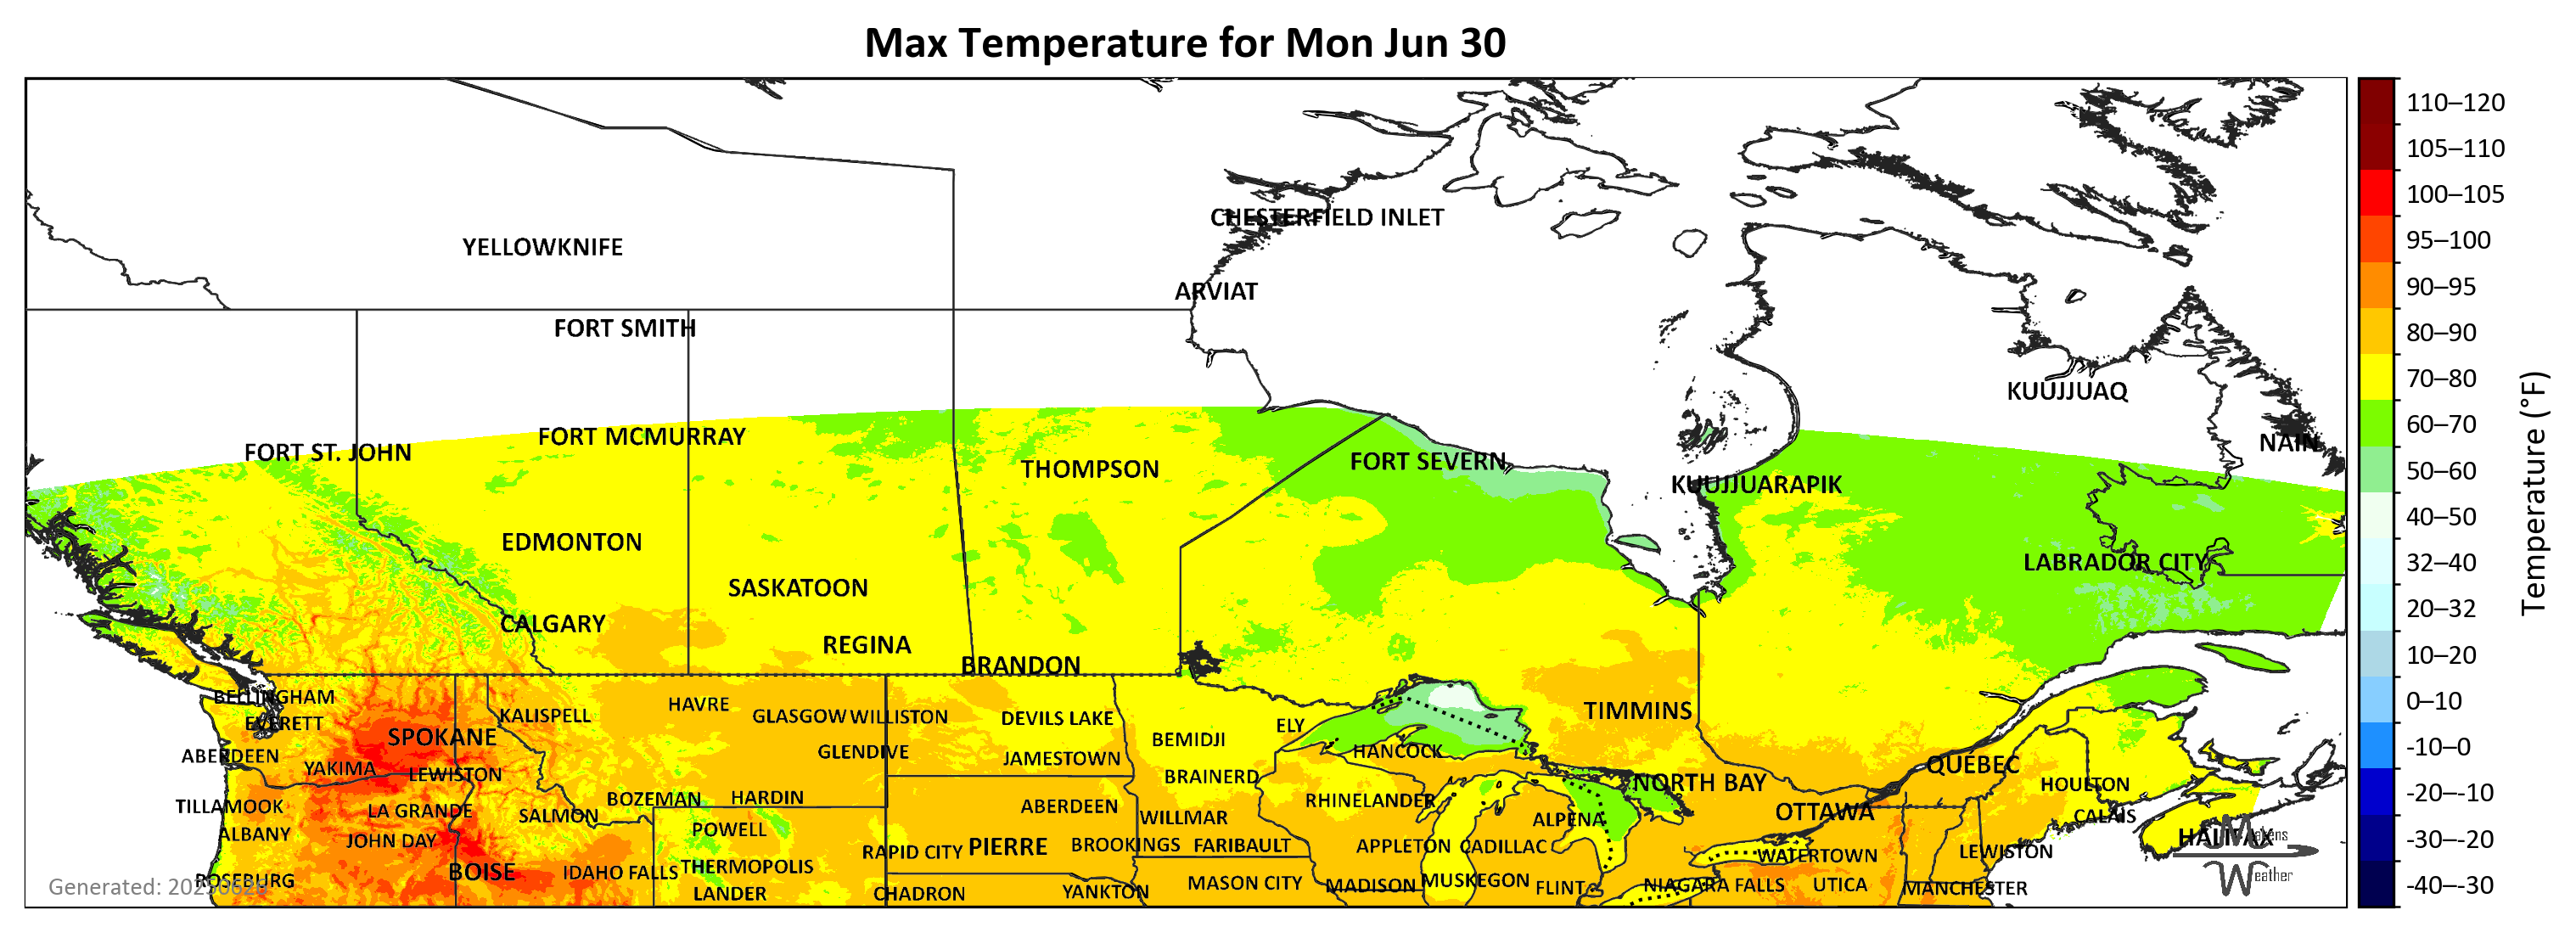 Max Temperature for Mon Jun 30
CHESTERFIELD INLET
YELLOWKNIFE
ARVIAT
FORT SMITH
KUUJJUAQ
FORT MCMURRAY
NAIN
FORT ST. JOHN
FORT SEVERN
THOMPSON
KUUJJUARAPIK
EDMONTON
LABRADOR CITY
SASKATOON
CALGARY
REGINA
BRANDON
BELLINGHAM
HAVRE
KALISPELL
GLASGOW
WILLISTON
DEVILS LAKE
TIMMINS
EVERETT
ELY
SPOKANE
BEMIDJI
GLENDIVE
HANCOCK
ABERDEEN
JAMESTOWN
QUÉBEC
YAKIMA
LEWISTON
BRAINERD
NORTH BAY
HOULTON
BOZEMAN
HARDIN
RHINELANDER
TILLAMOOK
LA GRANDE
ABERDEEN
OTTAWA
SALMON
WILLMAR
CALAIS
ALPENA
POWELL
ALBANY
JOHN DAY
HALIFAX
RAPID CITY
PIERRE
BROOKINGS
FARIBAULT
APPLETON
CADILLAC
WATERTOWN
LEWISTON
THERMOPOLIS
BOISE
IDAHO FALLS
ROSEBURG
MASON CITY
MADISON
MUSKEGON
FLINT
NIAGARA FALLS
UTICA
MANCHESTER
LANDER
CHADRON
YANKTON
Makens
Weather
110–120
105–110
100–105
95–100
90–95
80–90
70–80
60–70
50–60
40–50
32–40
20–32
10–20
0–10
-10–0
-20–-10
-30–-20
-40–-30
Temperature (°F)
Generated: